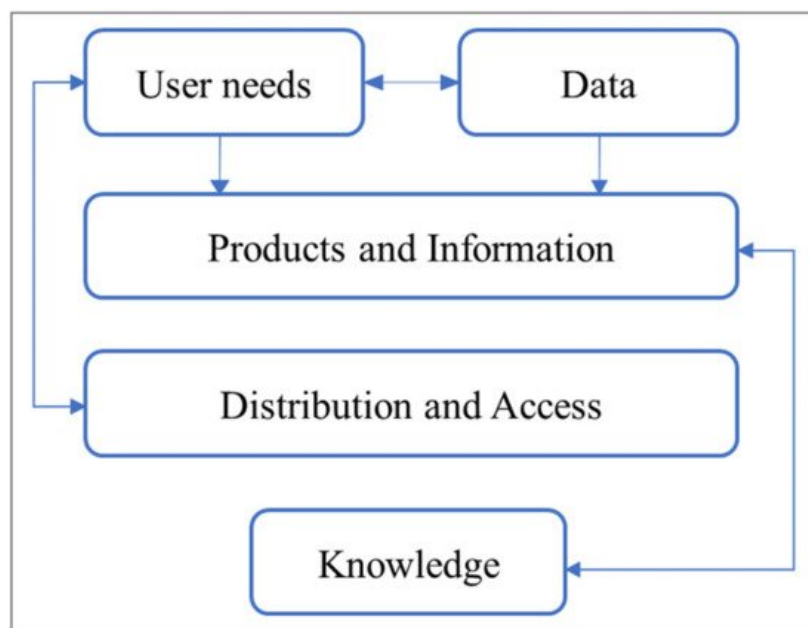 User needs
Data
Products and Information
Distribution and Access
Knowledge